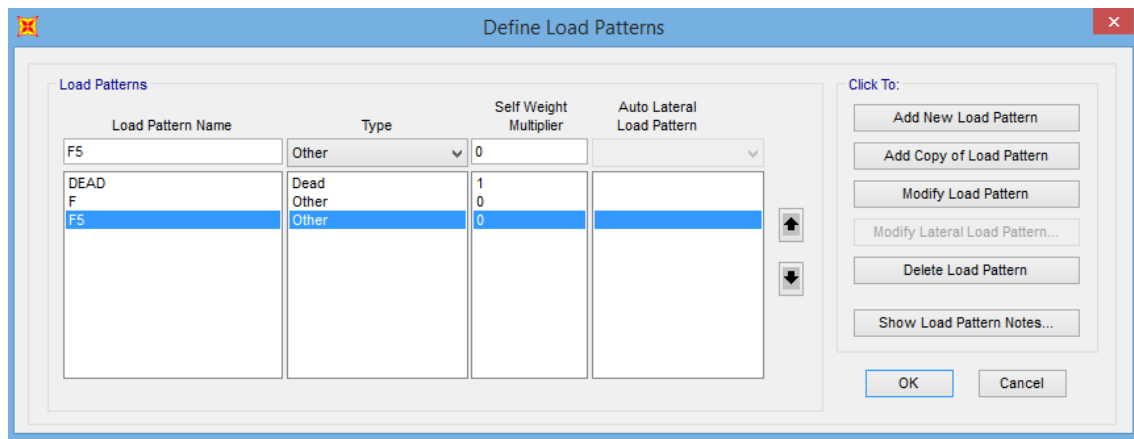 Define Load Patterns
Load Patterns
Load Pattern Name
Type
Self Weight
Multiplier
Auto Lateral
Load Pattern
F5
Other
0
DEAD
Dead
1
F
Other
0
F5
Other
0
Click To:
Add New Load Pattern
Add Copy of Load Pattern
Modify Load Pattern
Modify Lateral Load Pattern...
Delete Load Pattern
Show Load Pattern Notes...
OK
Cancel